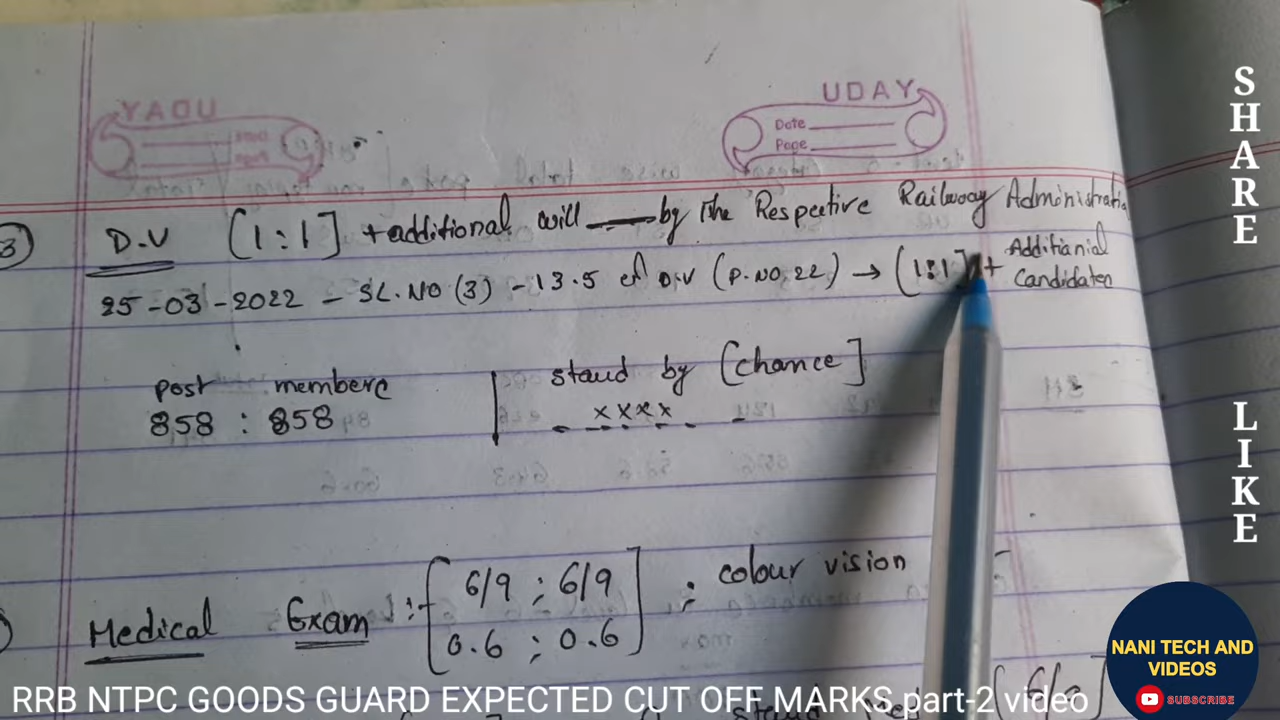 YAOU
UDAY
Date
Page
3
D.V [1:1] + additional will — by The Respective Railway Administratio
25-03-2022 - SL.NO (3) - 13.5 D.V (P.NO.22) → [1:1] + Additianial Candidates
post members | stand by [chance]
858 : 858 | xxxx
Medical Exam :- [6/9 ; 6/9 0.6 ; 0.6] ; colour vision
SHARE
LIKE
NANI TECH AND
VIDEOS
SUBSCRIBE
RRB NTPC GOODS GUARD EXPECTED CUT OFF MARKS part-2 video